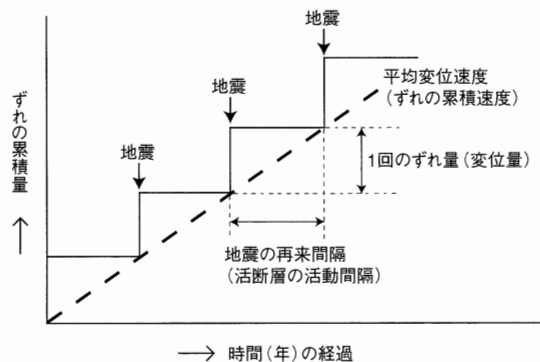 地震
地震
地震
平均変位速度
(ずれの累積速度)
1回のずれ量(変位量)
地震の再来間隔
(活断層の活動間隔)
ずれの累積量 →
→ 時間(年)の経過